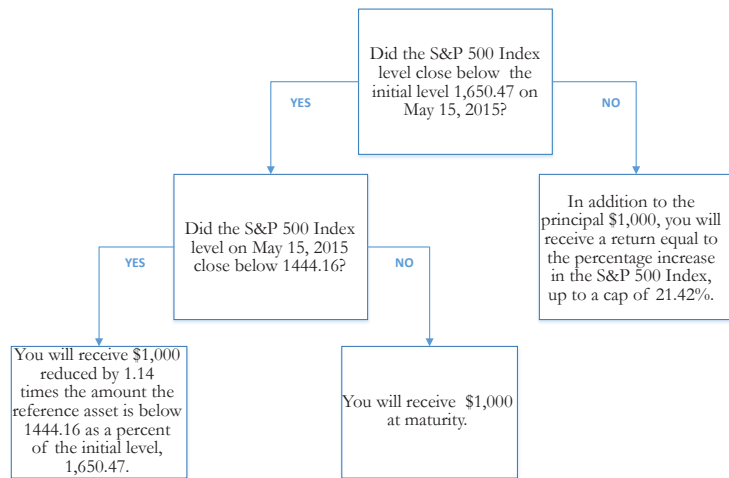 Did the S&P 500 Index
level close below the
initial level 1,650.47 on
May 15, 2015?
YES
NO
Did the S&P 500 Index
level on May 15, 2015
close below 1444.16?
In addition to the
principal $1,000, you will
receive a return equal to
the percentage increase
in the S&P 500 Index,
up to a cap of 21.42%.
YES
NO
You will receive $1,000
reduced by 1.14
times the amount the
reference asset is below
1444.16 as a percent
of the initial level,
1,650.47.
You will receive $1,000
at maturity.